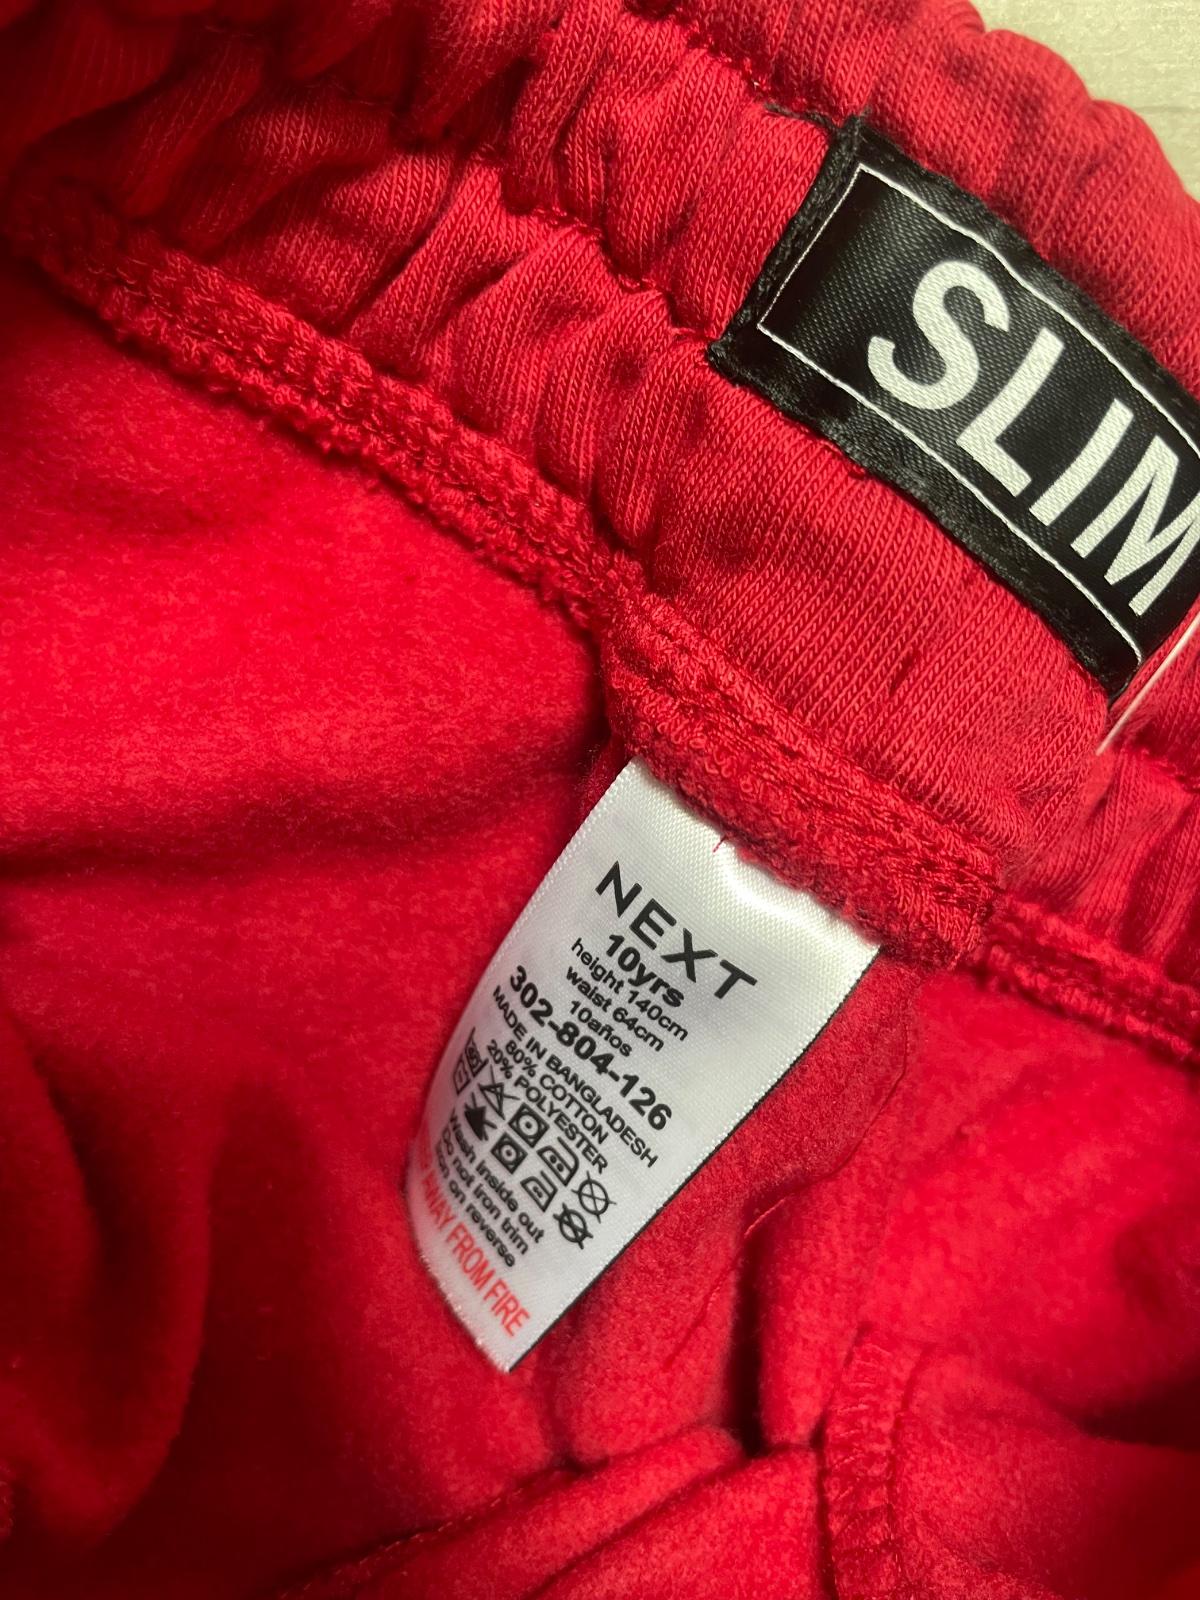 SLIM
NEXT
10yrs
height 140cm
waist 64cm
10años
302-804-126
MADE IN BANGLADESH
80% COTTON
20% POLYESTER
Wash inside out
Do not iron trim
Iron on reverse
AWAY FROM FIRE